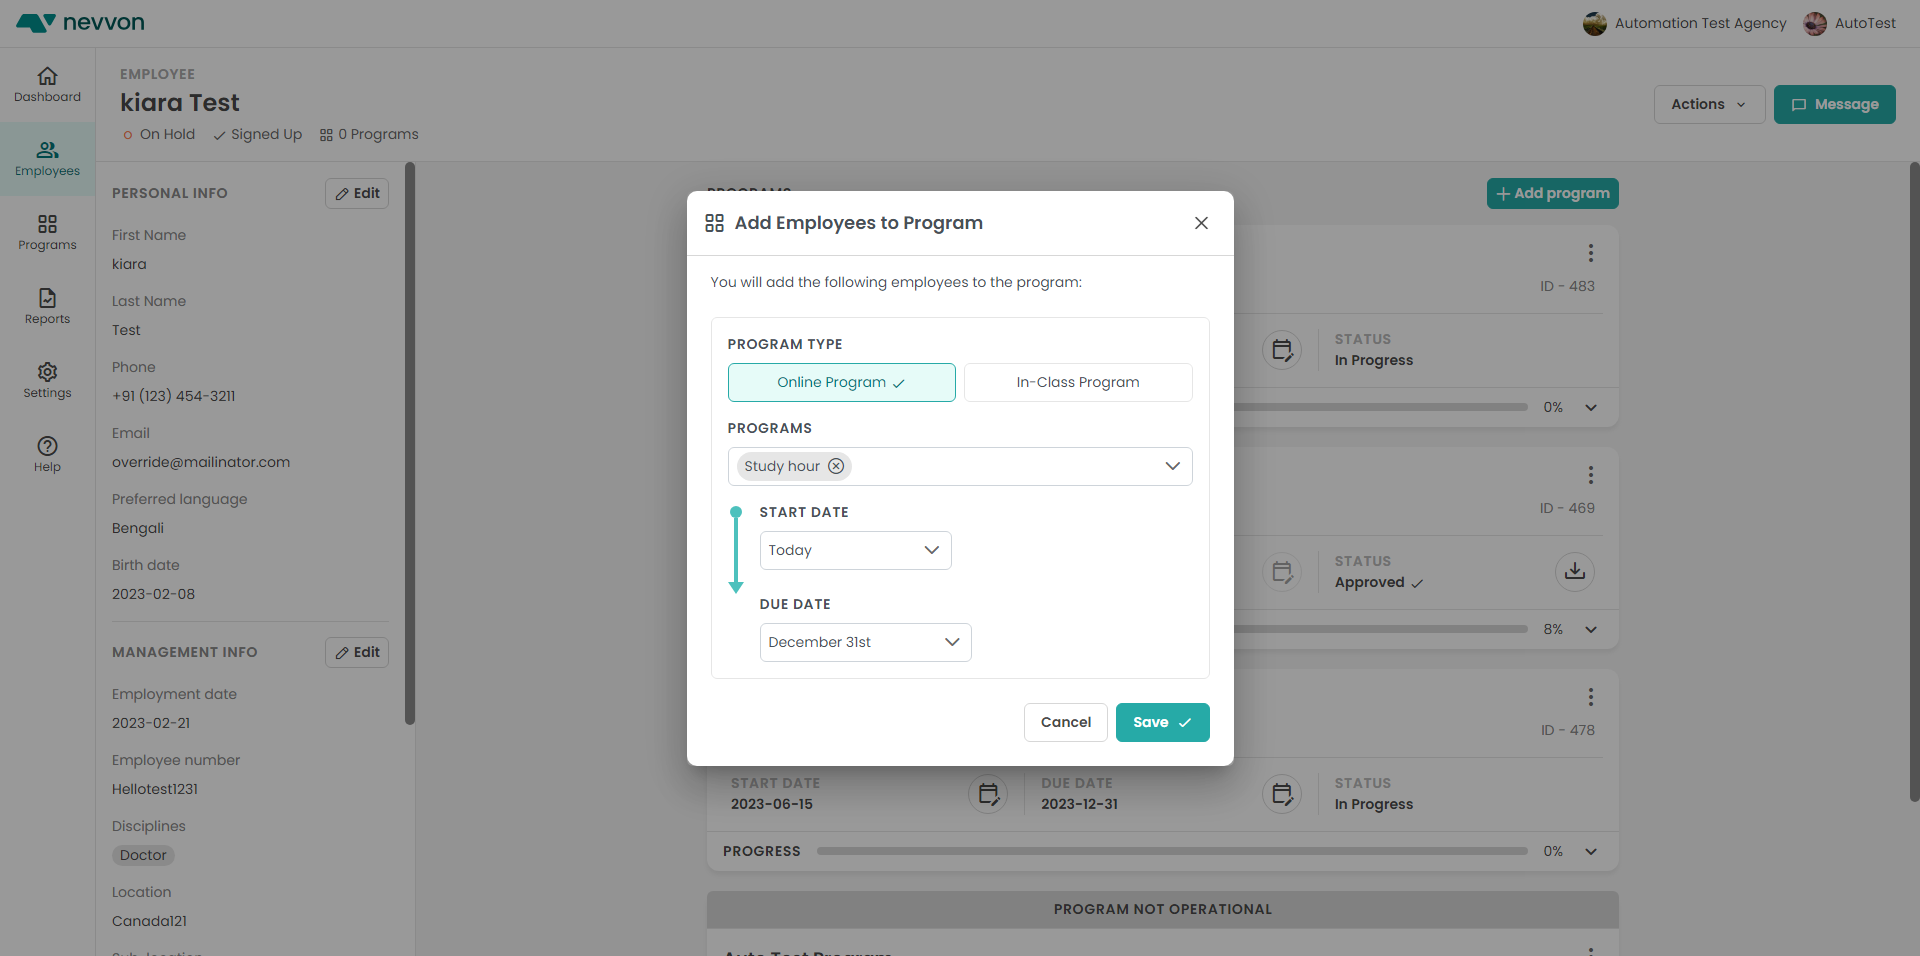 nevvon
Automation Test Agency
AutoTest
Dashboard
Employees
Programs
Reports
Settings
Help
EMPLOYEE
kiara Test
On Hold
Signed Up
0 Programs
Actions
Message
PERSONAL INFO
Edit
First Name
kiara
Last Name
Test
Phone
+91 (123) 454-3211
Email
override@mailinator.com
Preferred language
Bengali
Birth date
2023-02-08
MANAGEMENT INFO
Edit
Employment date
2023-02-21
Employee number
Hellotest1231
Disciplines
Doctor
Location
Canada121
Sub-location
PROGRAMS
+ Add program
Add Employees to Program
You will add the following employees to the program:
PROGRAM TYPE
Online Program
In-Class Program
PROGRAMS
Study hour
START DATE
Today
DUE DATE
December 31st
Cancel
Save
ID - 483
STATUS
In Progress
0%
ID - 469
STATUS
Approved
8%
ID - 478
START DATE
2023-06-15
DUE DATE
2023-12-31
STATUS
In Progress
PROGRESS
0%
PROGRAM NOT OPERATIONAL
Auto Test Program